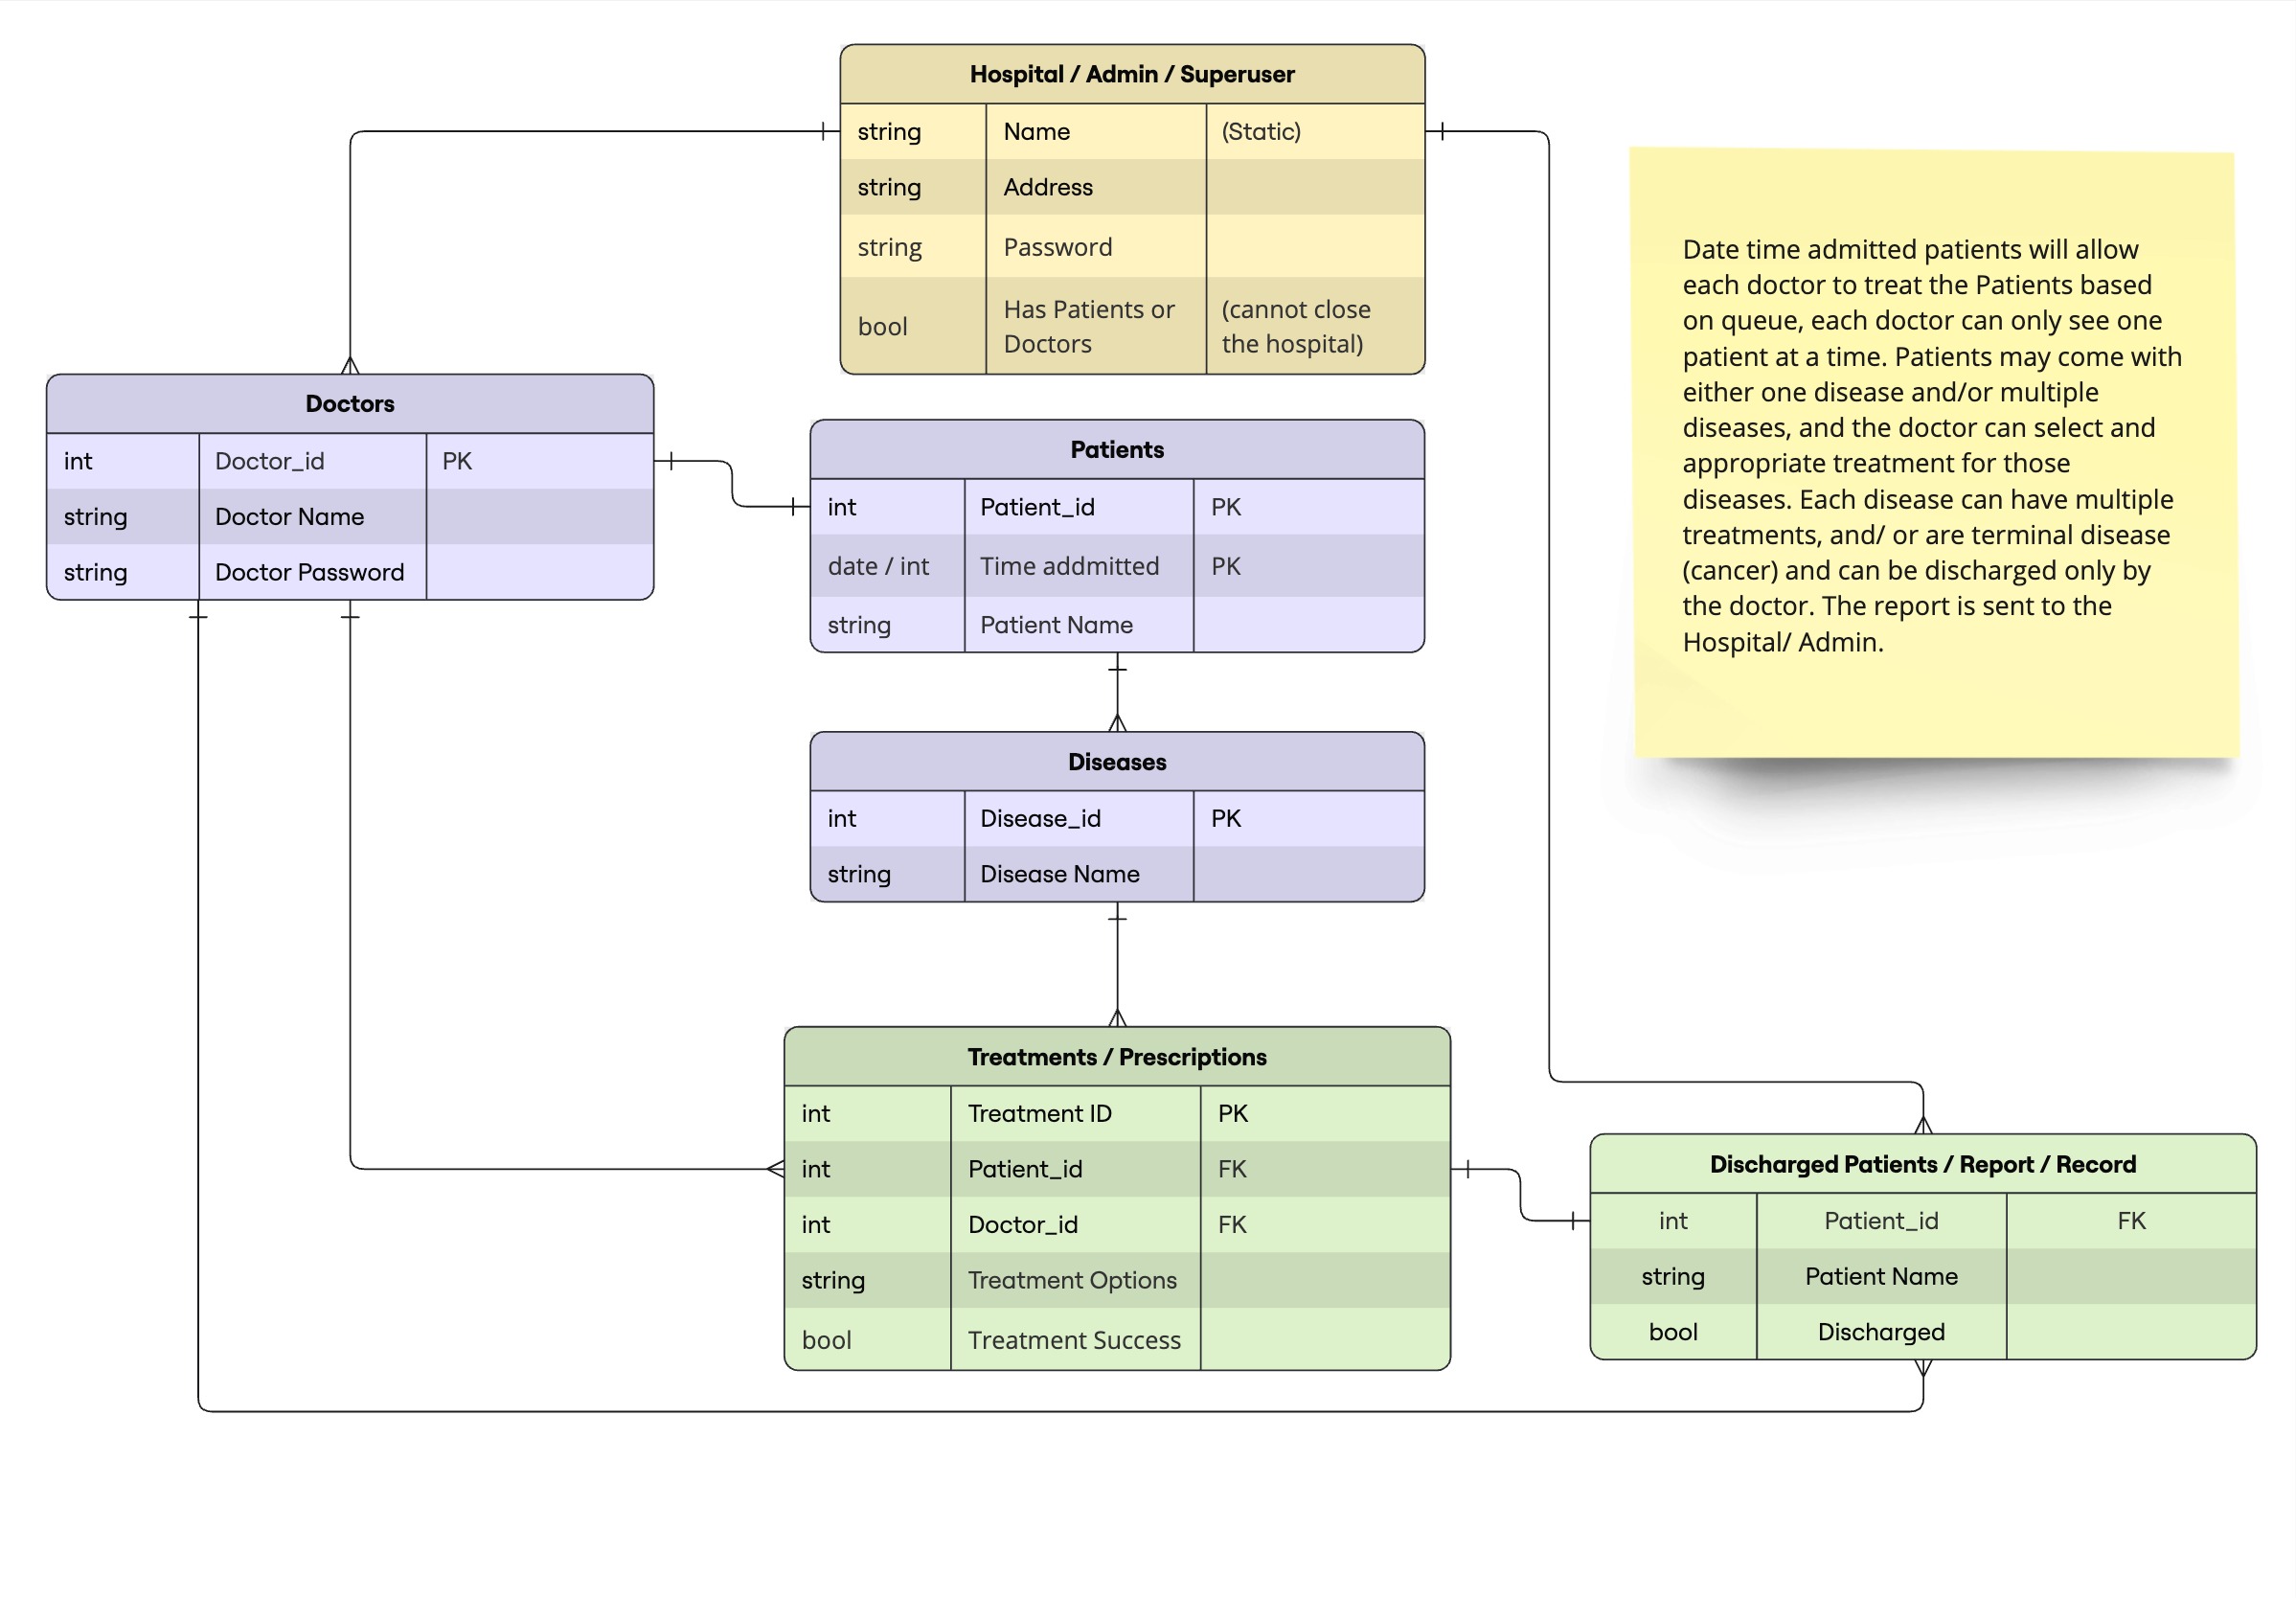 Hospital / Admin / Superuser
string Name (Static)
string Address
string Password
bool Has Patients or Doctors (cannot close the hospital)
Date time admitted patients will allow
each doctor to treat the Patients based
on queue, each doctor can only see one
patient at a time. Patients may come with
either one disease and/or multiple
diseases, and the doctor can select and
appropriate treatment for those
diseases. Each disease can have multiple
treatments, and/ or are terminal disease
(cancer) and can be discharged only by
the doctor. The report is sent to the
Hospital/ Admin.
Doctors
int Doctor_id PK
string Doctor Name
string Doctor Password
Patients
int Patient_id PK
date / int Time addmitted PK
string Patient Name
Diseases
int Disease_id PK
string Disease Name
Treatments / Prescriptions
int Treatment ID PK
int Patient_id FK
int Doctor_id FK
string Treatment Options
bool Treatment Success
Discharged Patients / Report / Record
int Patient_id FK
string Patient Name
bool Discharged